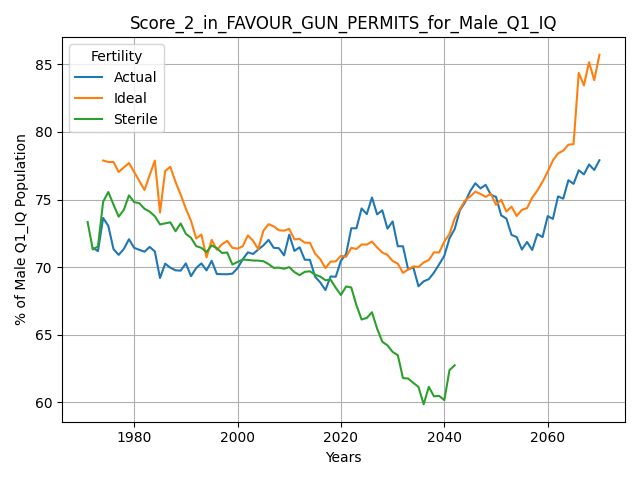 Score_2_in_FAVOUR_GUN_PERMITS_for_Male_Q1_IQ
Fertility
Actual
Ideal
Sterile
% of Male Q1_IQ Population
85
80
75
70
65
60
1980
2000
2020
2040
2060
Years